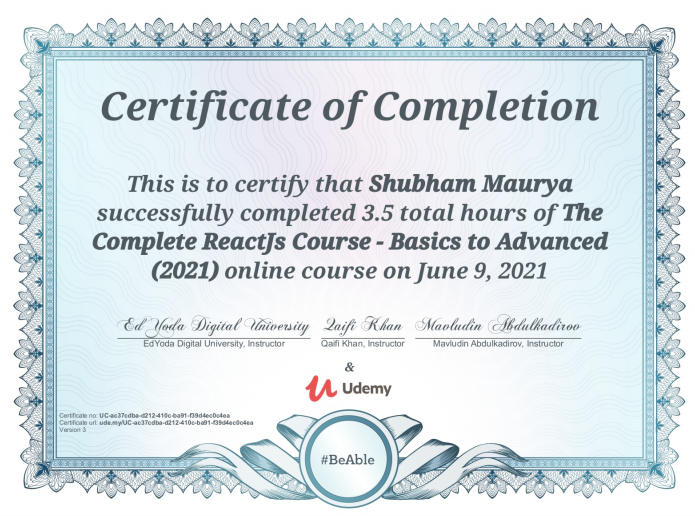 Certificate of Completion
This is to certify that Shubham Maurya
successfully completed 3.5 total hours of The
Complete ReactJs Course - Basics to Advanced
(2021) online course on June 9, 2021
Ed Yoda Digital University Qaifi Khan Mavludin Abdulkadirov
EdYoda Digital University, Instructor Qaifi Khan, Instructor Mavludin Abdulkadirov, Instructor
&
Udemy
Certificate no: UC-ac37cdba-d212-410c-ba91-f39d4ec0c4ea
Certificate url: ude.my/UC-ac37cdba-d212-410c-ba91-f39d4ec0c4ea
Version 3
#BeAble